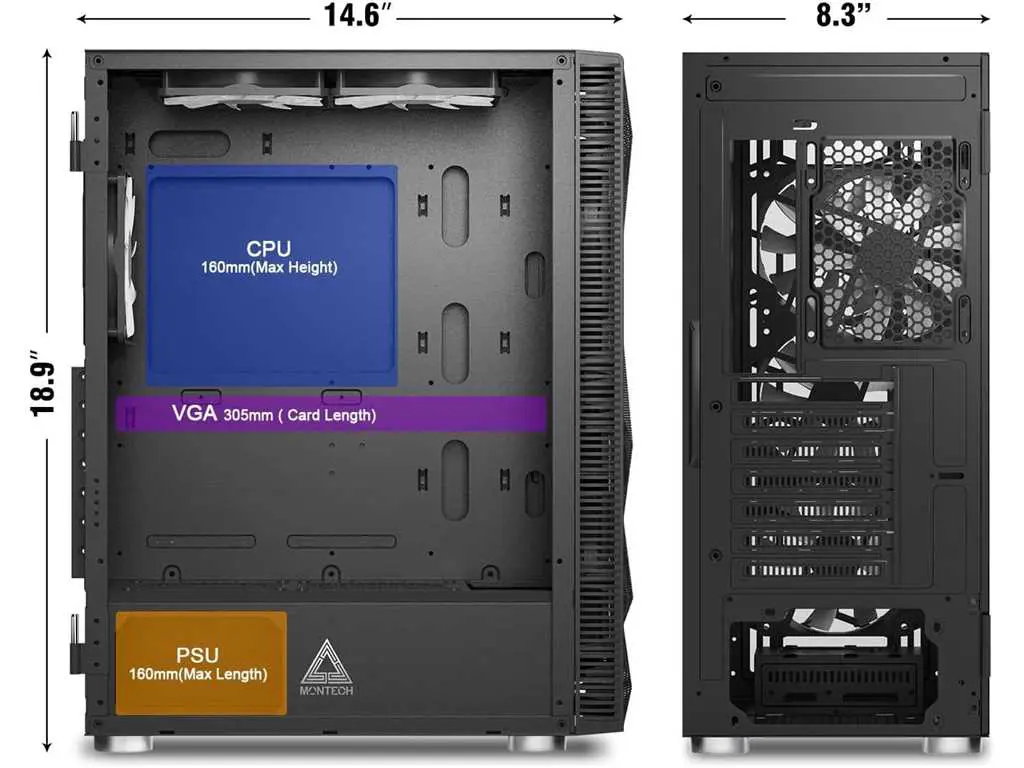 14.6″
8.3”
18.9″
CPU
160mm(Max Height)
VGA 305mm ( Card Length)
PSU
160mm(Max Length)
MONTECH